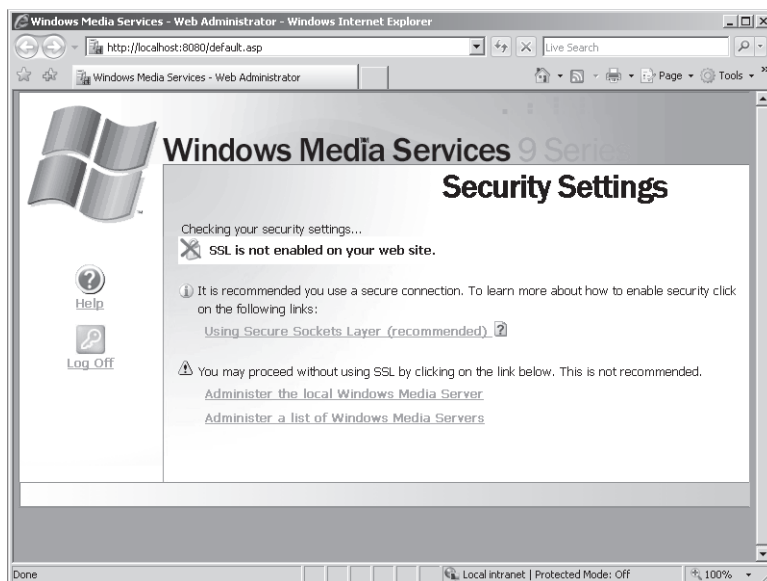 Windows Media Services - Web Administrator - Windows Internet Explorer
http://localhost:8080/default.asp
Live Search
Windows Media Services - Web Administrator
Page
Tools
Windows Media Services 9 Series
Security Settings
Checking your security settings...
SSL is not enabled on your web site.
Help
Log Off
It is recommended you use a secure connection. To learn more about how to enable security click
on the following links:
Using Secure Sockets Layer (recommended)
You may proceed without using SSL by clicking on the link below. This is not recommended.
Administer the local Windows Media Server
Administer a list of Windows Media Servers
Done
Local intranet | Protected Mode: Off
100%